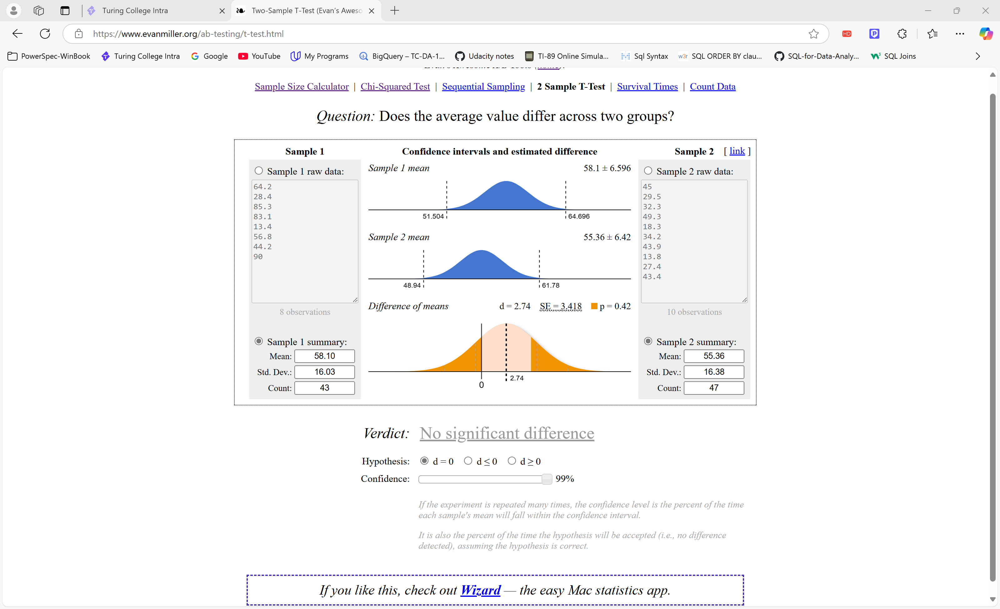 Turing College Intra
Two-Sample T-Test (Evan's Aweso
https://www.evanmiller.org/ab-testing/t-test.html
HD
PowerSpec-WinBook
Turing College Intra
Google
YouTube
My Programs
BigQuery – TC-DA-1...
Udacity notes
TI-89 Online Simula...
Sql Syntax
w3r SQL ORDER BY clau...
SQL-for-Data-Analy...
SQL Joins
Sample Size Calculator | Chi-Squared Test | Sequential Sampling | 2 Sample T-Test | Survival Times | Count Data
Question: Does the average value differ across two groups?
Sample 1
Sample 1 raw data:
64.2
28.4
85.3
83.1
13.4
56.8
44.2
90
8 observations
Sample 1 summary:
Mean: 58.10
Std. Dev.: 16.03
Count: 43
Confidence intervals and estimated difference
Sample 1 mean 58.1 ± 6.596
51.504 64.696
Sample 2 mean 55.36 ± 6.42
48.94 61.78
Difference of means d = 2.74 SE = 3.418 p = 0.42
2.74
0
Sample 2 [ link ]
Sample 2 raw data:
45
29.5
32.3
49.3
18.3
34.2
43.9
13.8
27.4
43.4
10 observations
Sample 2 summary:
Mean: 55.36
Std. Dev.: 16.38
Count: 47
Verdict: No significant difference
Hypothesis: d = 0 d ≤ 0 d ≥ 0
Confidence: 99%
If the experiment is repeated many times, the confidence level is the percent of the time
each sample's mean will fall within the confidence interval.
It is also the percent of the time the hypothesis will be accepted (i.e., no difference
detected), assuming the hypothesis is correct.
If you like this, check out Wizard — the easy Mac statistics app.